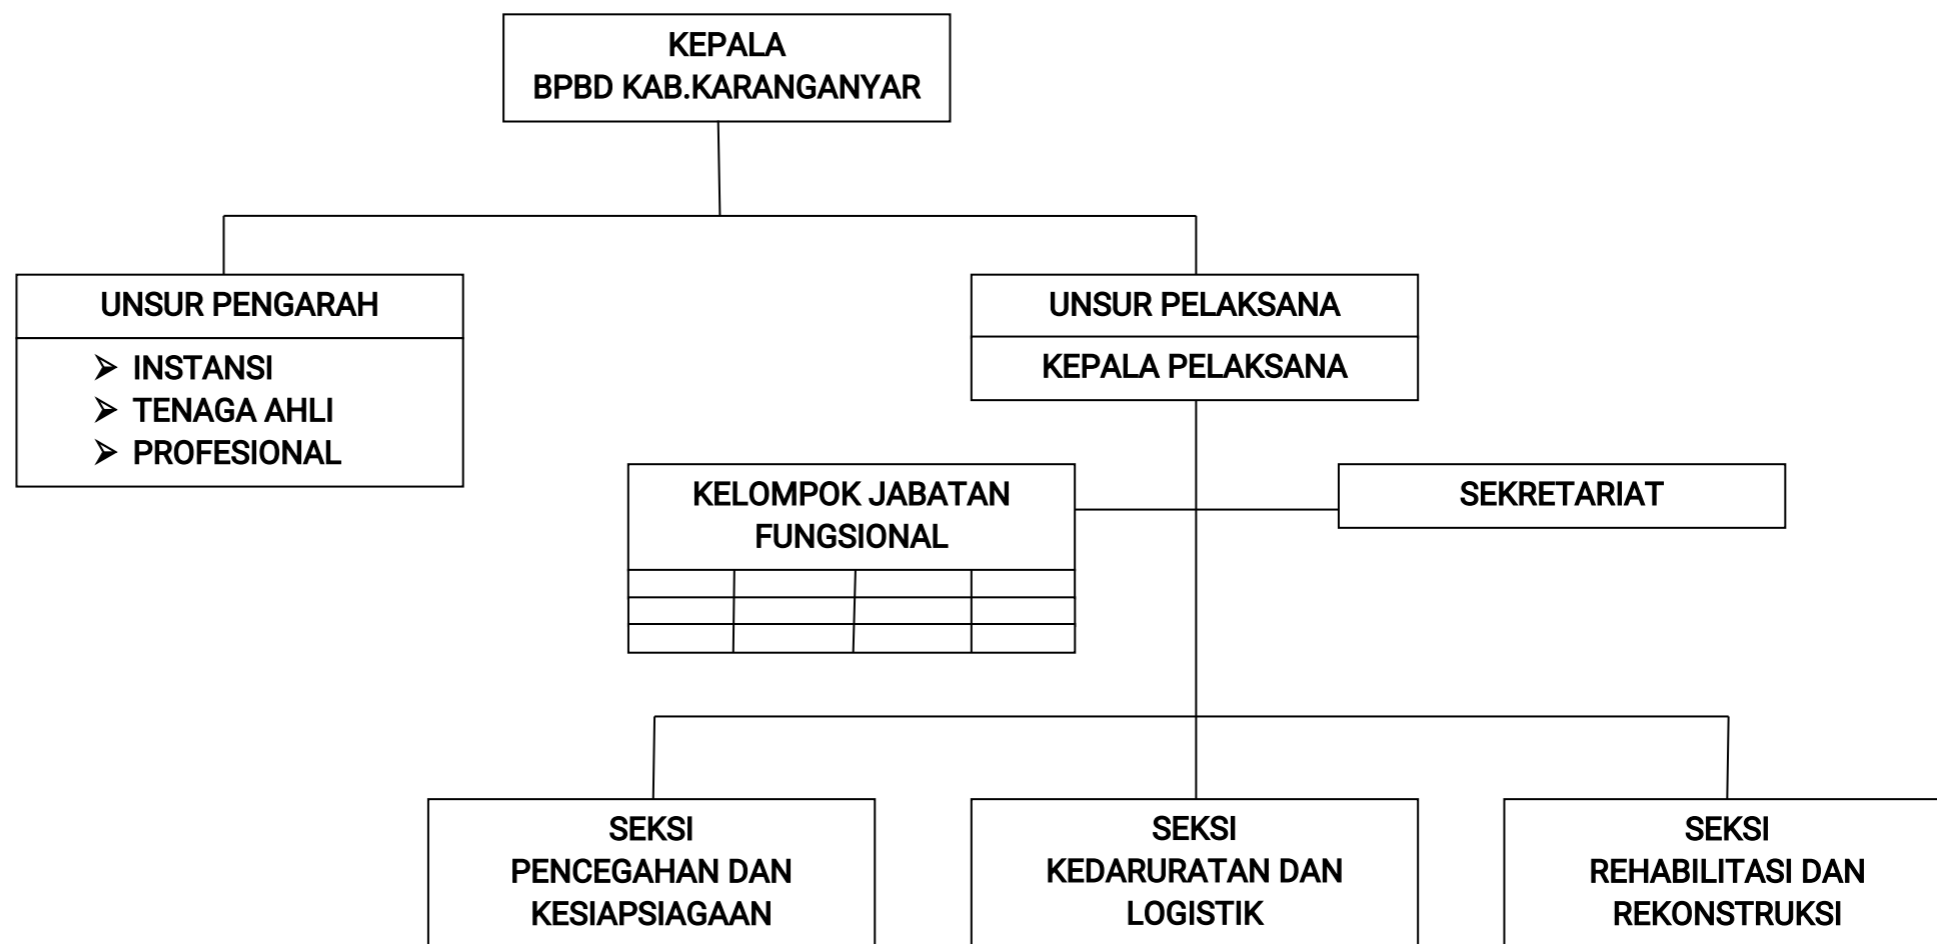 KEPALA
BPBD KAB.KARANGANYAR
UNSUR PENGARAH
➢ INSTANSI
➢ TENAGA AHLI
➢ PROFESIONAL
UNSUR PELAKSANA
KEPALA PELAKSANA
KELOMPOK JABATAN
FUNGSIONAL
SEKRETARIAT
SEKSI
PENCEGAHAN DAN
KESIAPSIAGAAN
SEKSI
KEDARURATAN DAN
LOGISTIK
SEKSI
REHABILITASI DAN
REKONSTRUKSI